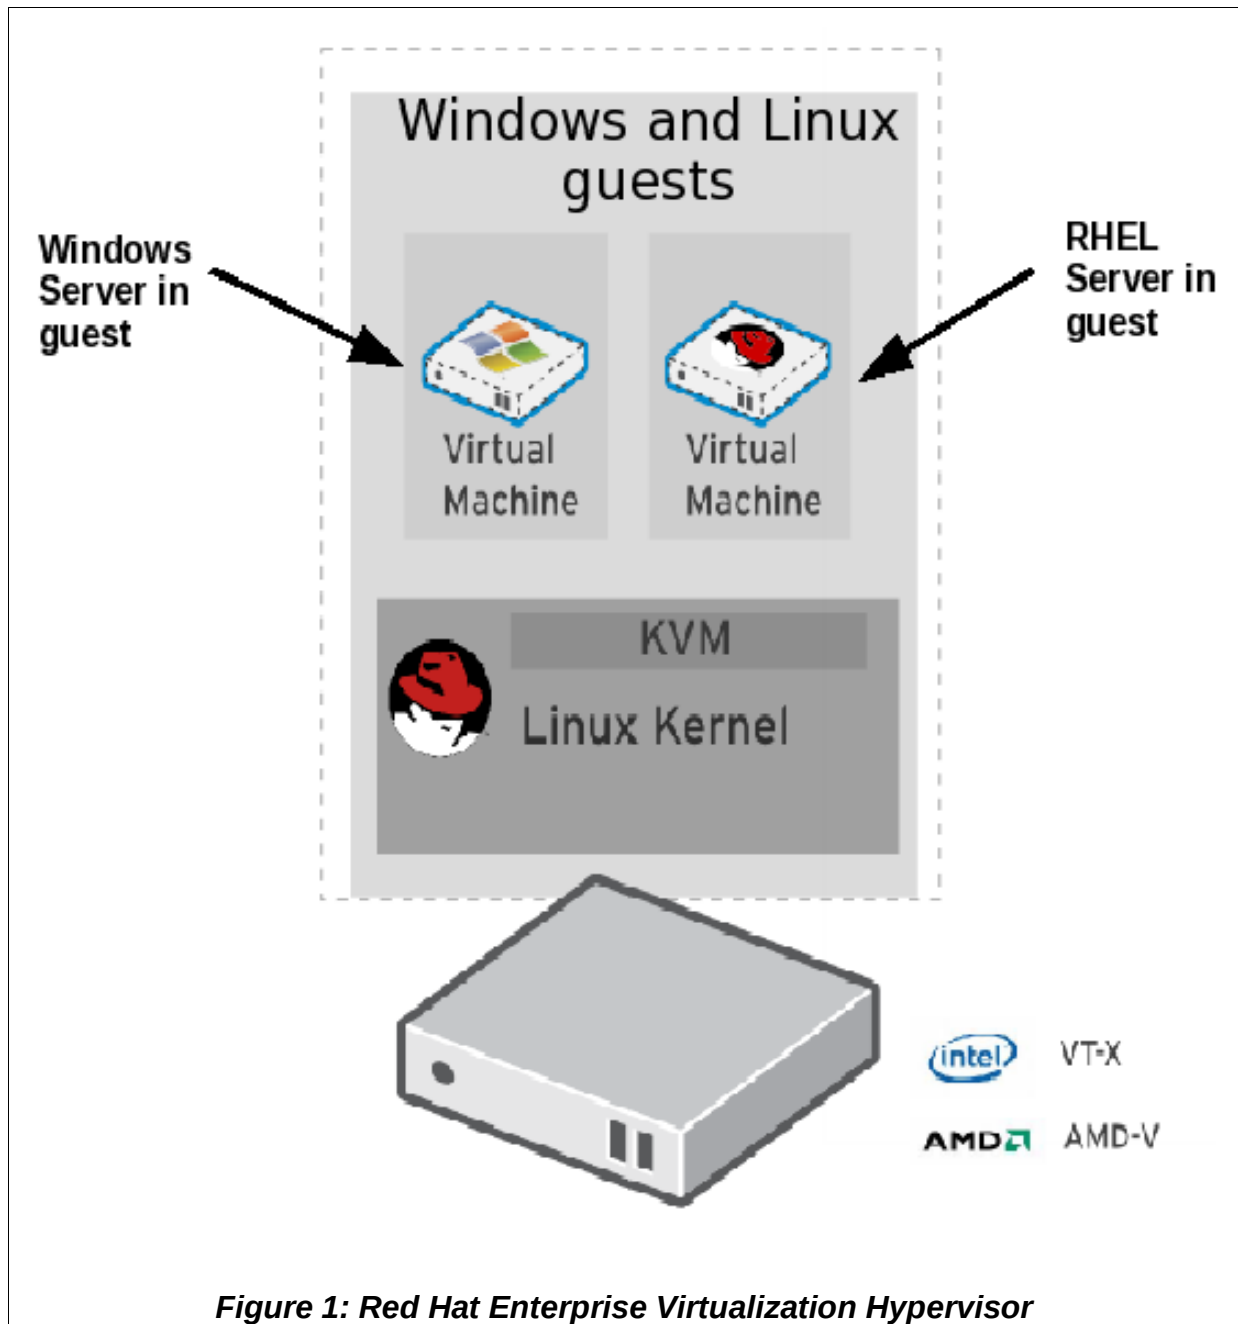 Windows and Linux
guests
Windows
Server in
guest
RHEL
Server in
guest
Virtual
Machine
Virtual
Machine
KVM
Linux Kernel
intel
VT-X
AMD
AMD-V
Figure 1: Red Hat Enterprise Virtualization Hypervisor